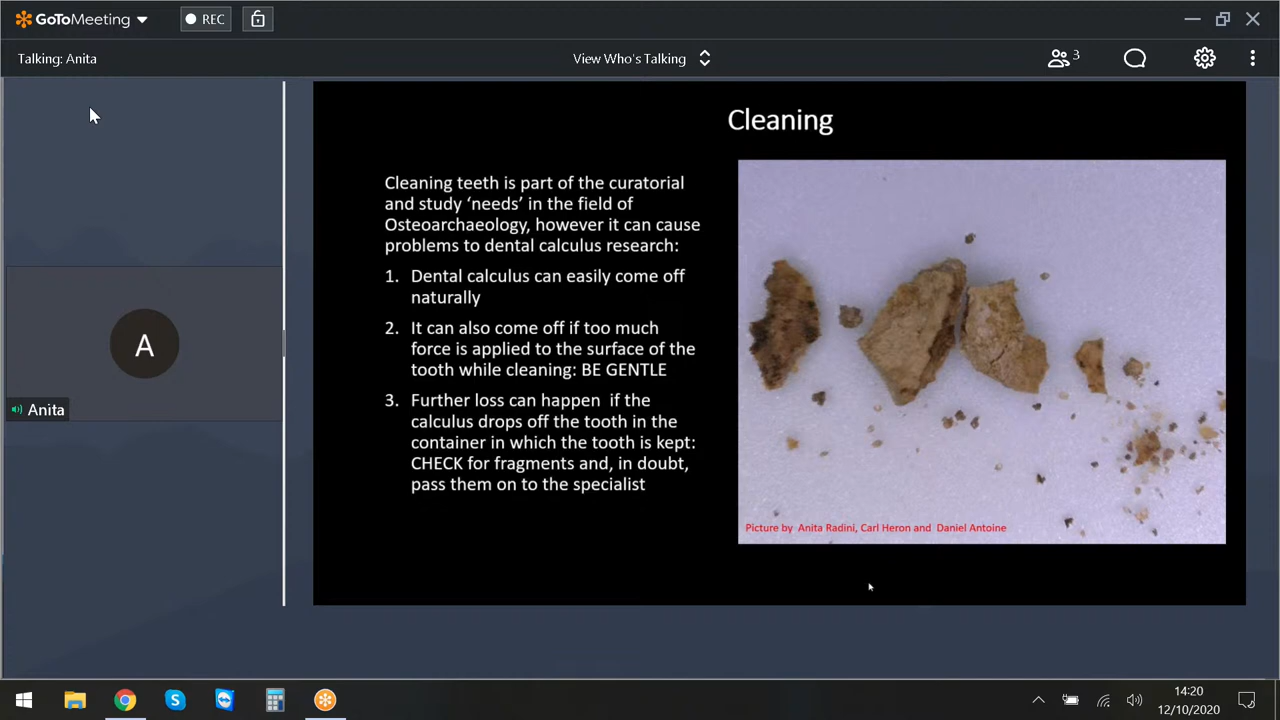 GoToMeeting
REC
Talking: Anita
View Who's Talking
3
Cleaning
Cleaning teeth is part of the curatorial
and study ‘needs’ in the field of
Osteoarchaeology, however it can cause
problems to dental calculus research:
1. Dental calculus can easily come off
naturally
2. It can also come off if too much
force is applied to the surface of the
tooth while cleaning: BE GENTLE
3. Further loss can happen  if the
calculus drops off the tooth in the
container in which the tooth is kept:
CHECK for fragments and, in doubt,
pass them on to the specialist
Picture by  Anita Radini, Carl Heron and  Daniel Antoine
A
Anita
14:20
12/10/2020